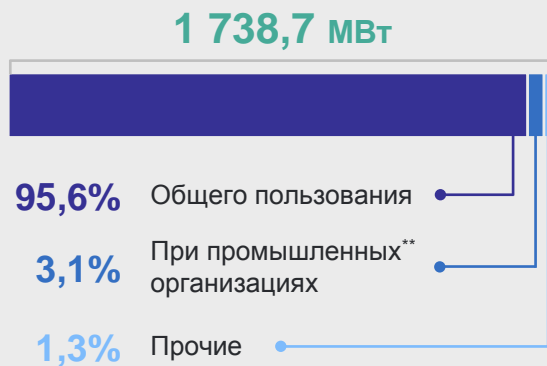 1 738,7 МВт
95,6% Общего пользования
3,1% При промышленных**
организациях
1,3% Прочие